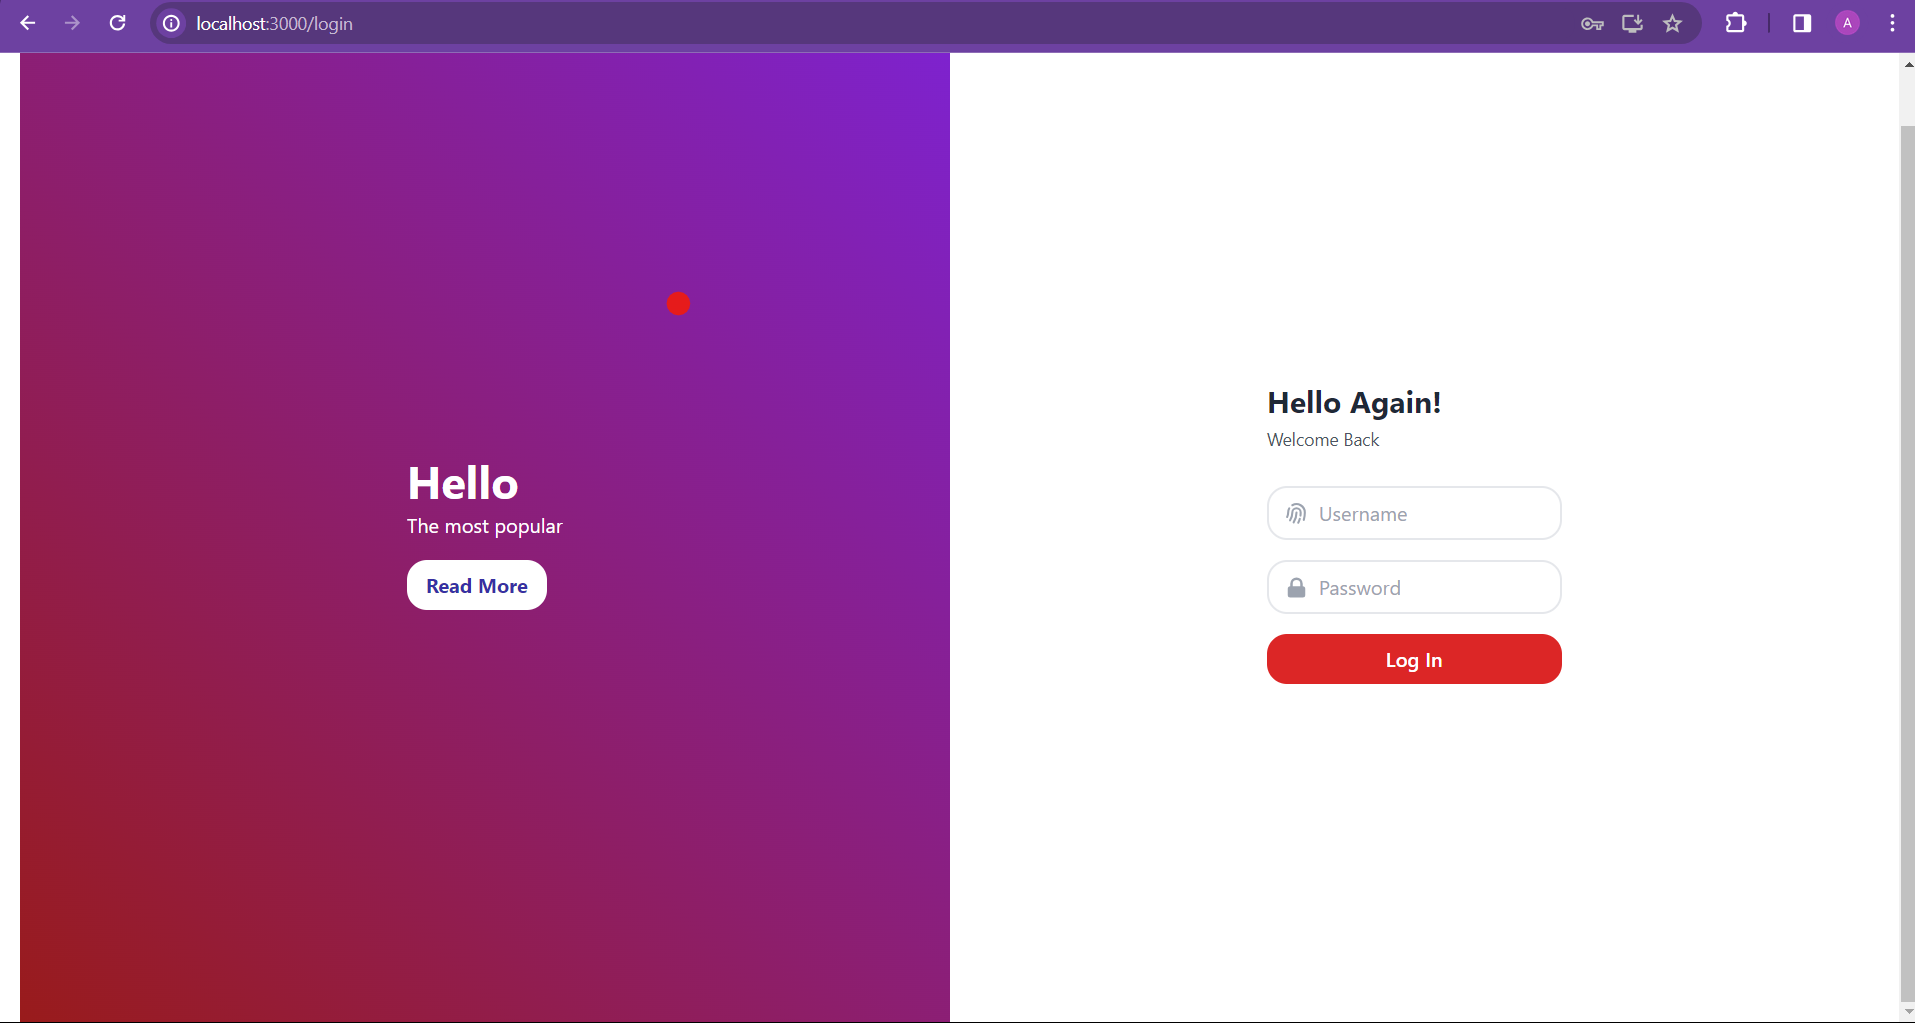 localhost:3000/login
A
Hello
The most popular
Read More
Hello Again!
Welcome Back
Username
Password
Log In